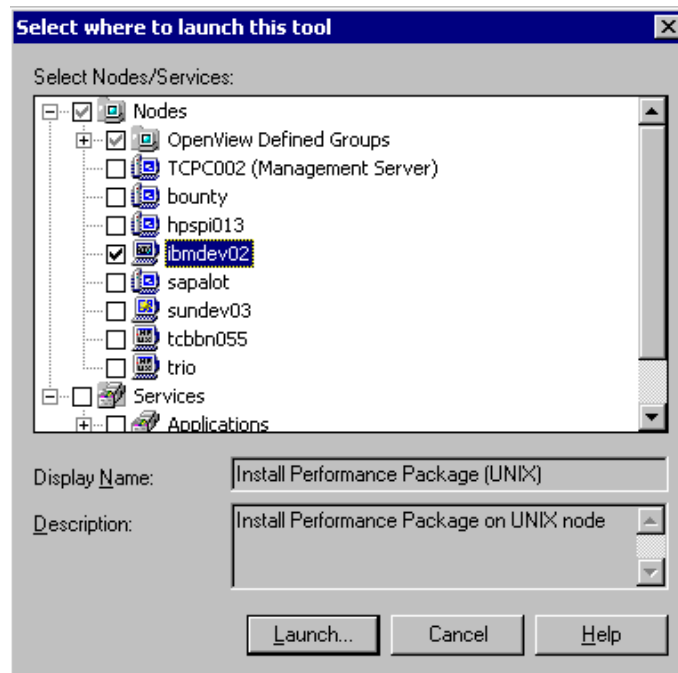 Select where to launch this tool
Select Nodes/Services:
Nodes
OpenView Defined Groups
TCPC002 (Management Server)
bounty
hpspi013
ibmdev02
sapalot
sundev03
tcbbn055
trio
Services
Applications
Display Name:
Install Performance Package (UNIX)
Description:
Install Performance Package on UNIX node
Launch...
Cancel
Help